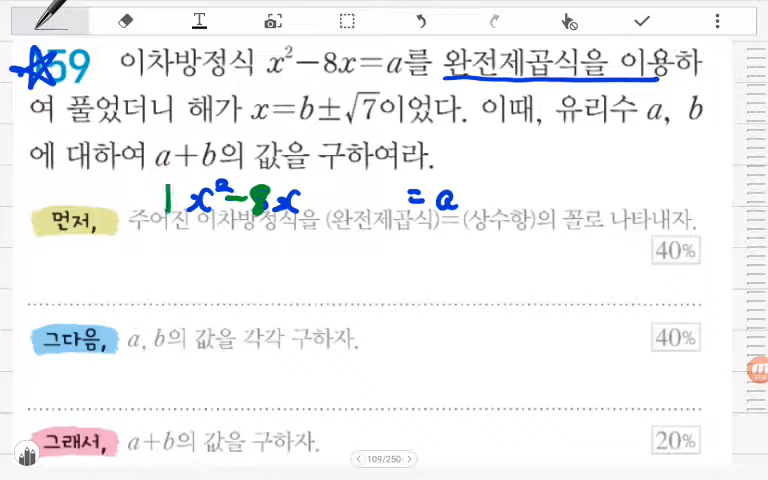 59 이차방정식 x²−8x=a를 완전제곱식을 이용하
여 풀었더니 해가 x=b±√7이었다. 이때, 유리수 a, b
에 대하여 a+b의 값을 구하여라.
1x²−8x =a
먼저, 주어진 이차방정식을 (완전제곱식)=(상수항)의 꼴로 나타내자.
40%
그다음, a, b의 값을 각각 구하자. 40%
그래서, a+b의 값을 구하자. 20%
109/250